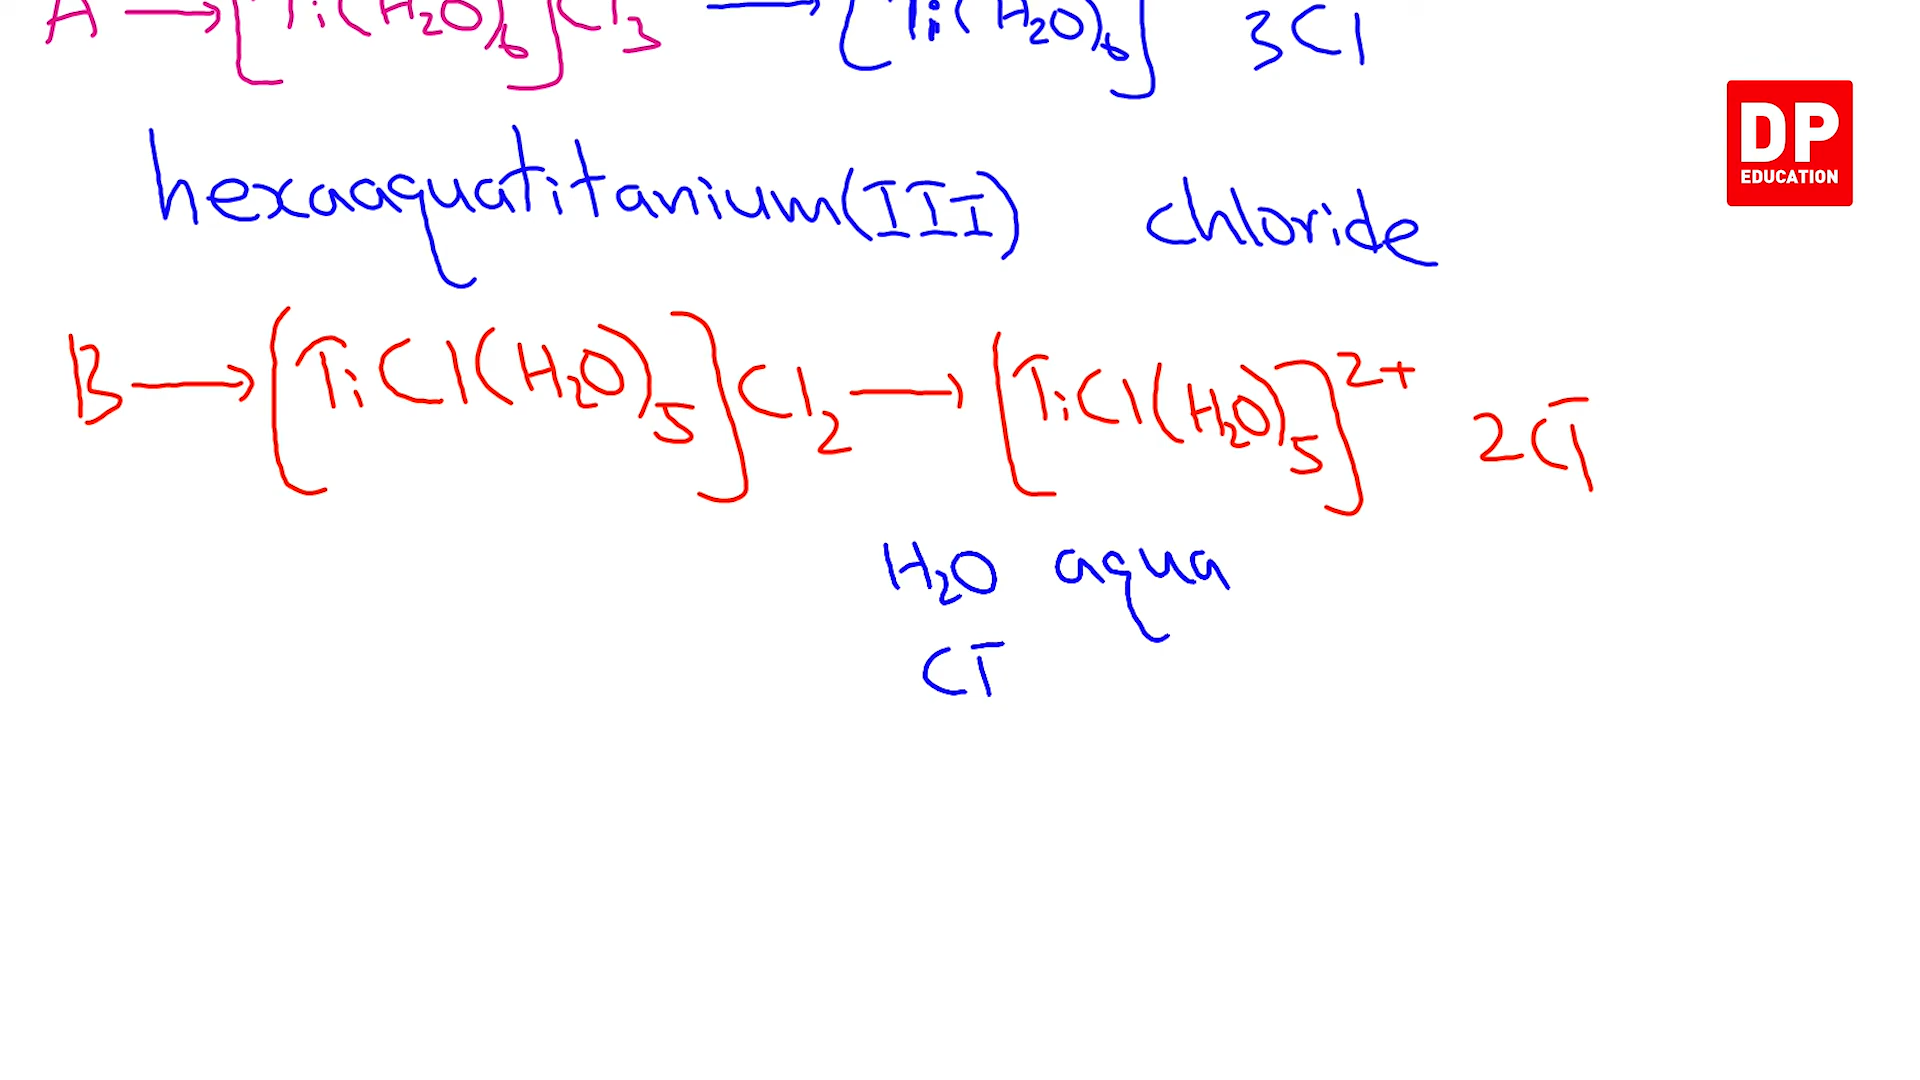 A → [Ti(H₂O)₆]Cl₃ → [Ti(H₂O)₆] 3Cl
DP
EDUCATION
hexaaquatitanium(III) chloride
B → [TiCl(H₂O)₅]Cl₂ → [TiCl(H₂O)₅]²⁺ 2Cl⁻
H₂O aqua
Cl⁻